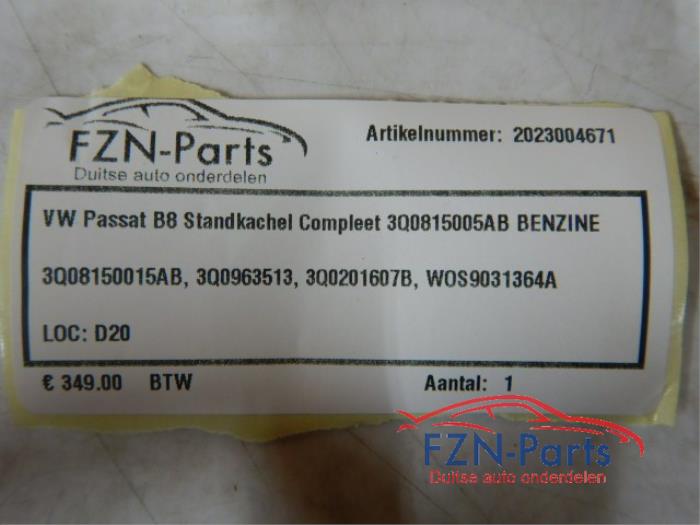 FZN-Parts
Duitse auto onderdelen
Artikelnummer: 2023004671
VW Passat B8 Standkachel Compleet 3Q0815005AB BENZINE
3Q08150015AB, 3Q0963513, 3Q0201607B, WOS9031364A
LOC: D20
€ 349.00 BTW Aantal: 1
FZN-Parts
Duitse auto onderdelen